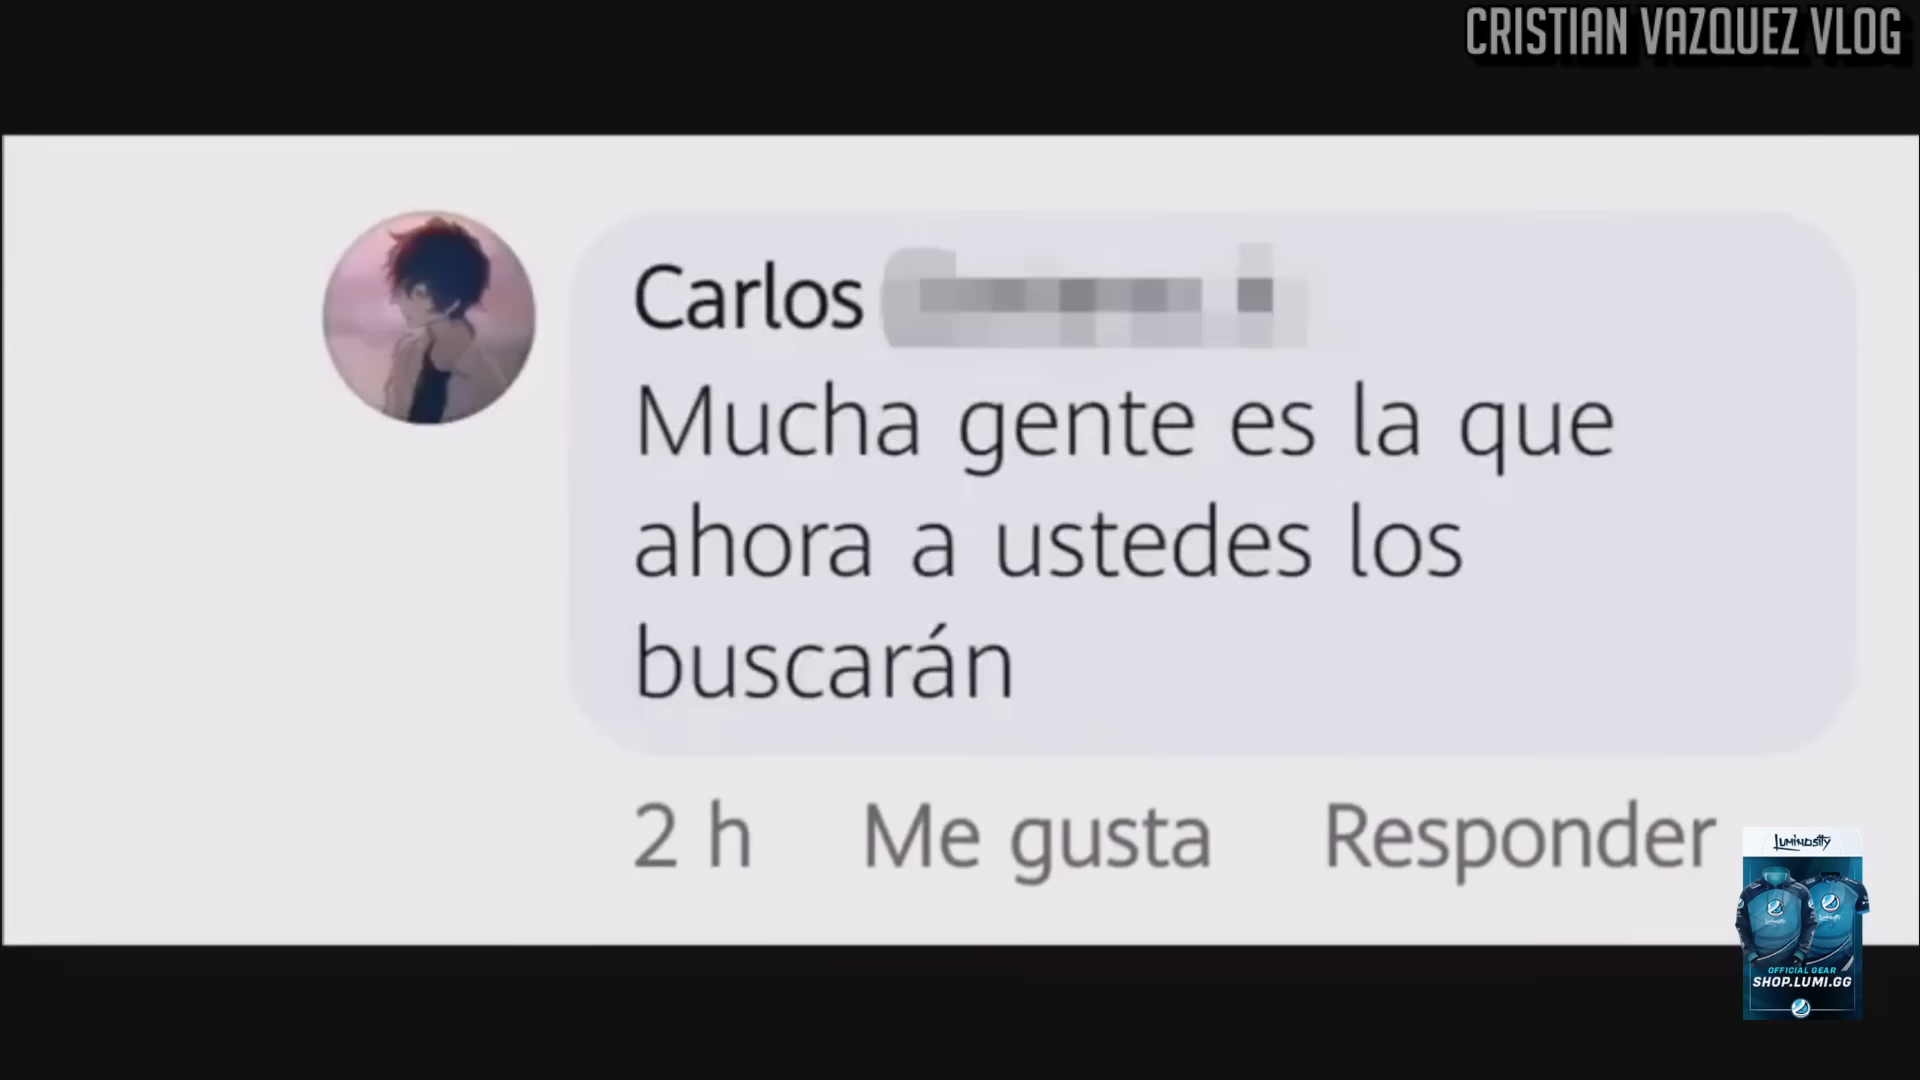 CRISTIAN VAZQUEZ VLOG
Carlos
Mucha gente es la que
ahora a ustedes los
buscarán
2 h Me gusta Responder
Luminosity
OFFICIAL GEAR
SHOP.LUMI.GG